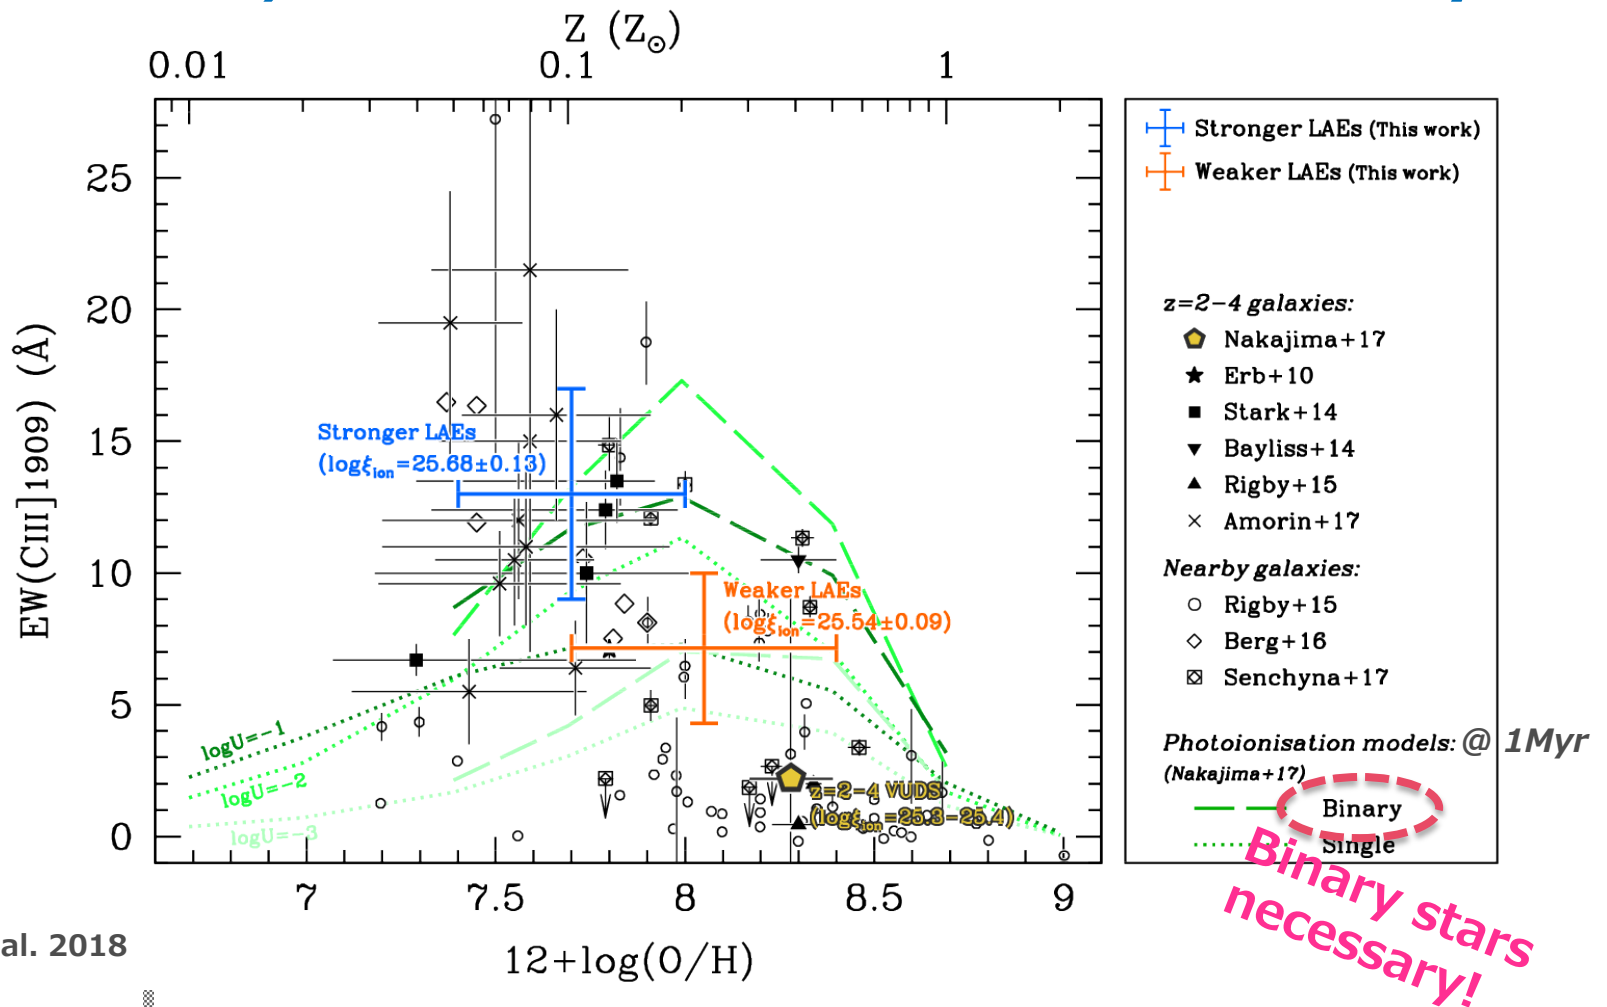 Z (Z⊙)
0.01 0.1 1
25
20
15
10
5
0
EW(CIII]1909) (Å)
7 7.5 8 8.5 9
12+log(O/H)
Stronger LAEs
(logξion=25.68±0.13)
Weaker LAEs
(logξion=25.54±0.09)
z=2-4 VUDS
(logξion=25.3-25.4)
logU=-1
logU=-2
logU=-3
Stronger LAEs (This work)
Weaker LAEs (This work)
z=2-4 galaxies:
Nakajima+17
Erb+10
Stark+14
Bayliss+14
Rigby+15
Amorin+17
Nearby galaxies:
Rigby+15
Berg+16
Senchyna+17
Photoionisation models: @ 1Myr
(Nakajima+17)
Binary
Single
Binary stars
necessary!
al. 2018